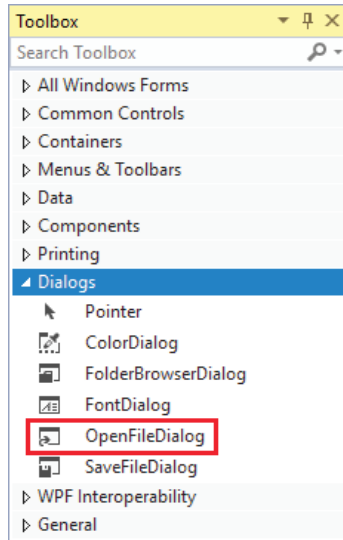 Toolbox
Search Toolbox
All Windows Forms
Common Controls
Containers
Menus & Toolbars
Data
Components
Printing
Dialogs
Pointer
ColorDialog
FolderBrowserDialog
FontDialog
OpenFileDialog
SaveFileDialog
WPF Interoperability
General